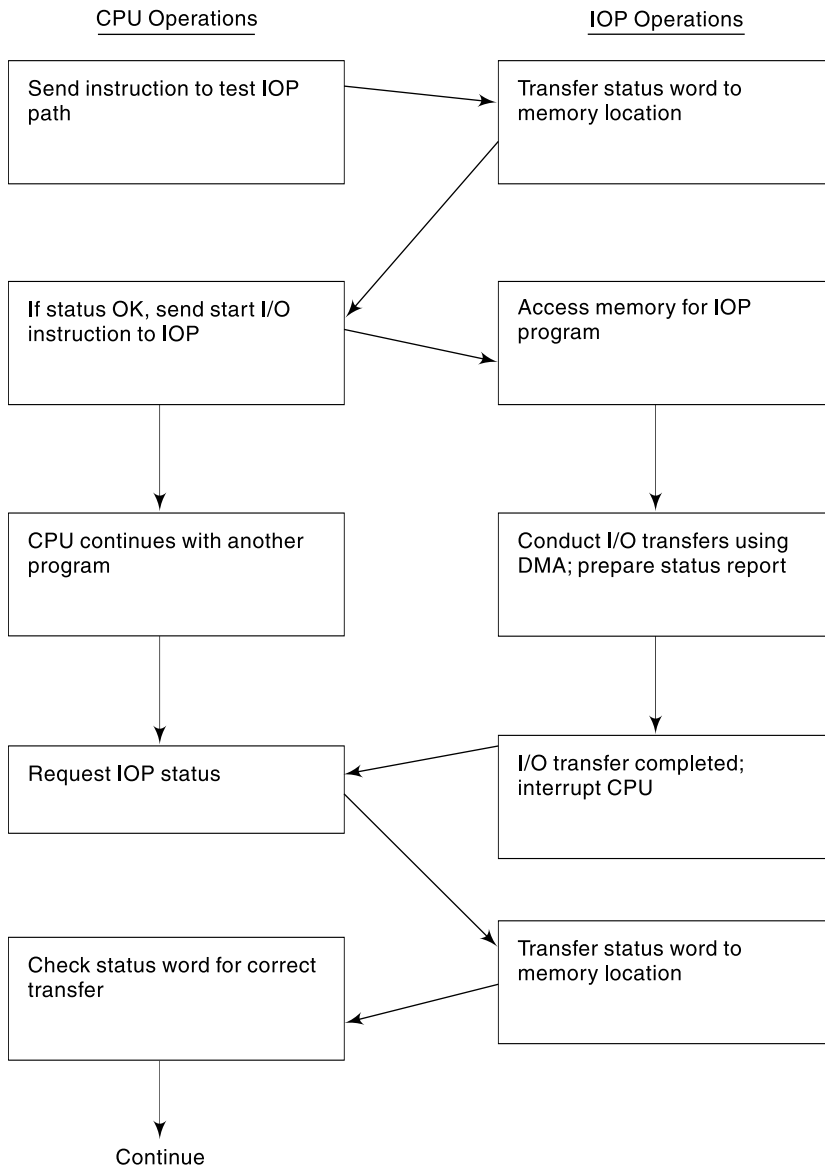 CPU Operations
IOP Operations
Send instruction to test IOP
path
Transfer status word to
memory location
If status OK, send start I/O
instruction to IOP
Access memory for IOP
program
CPU continues with another
program
Conduct I/O transfers using
DMA; prepare status report
Request IOP status
I/O transfer completed;
interrupt CPU
Transfer status word to
memory location
Check status word for correct
transfer
Continue